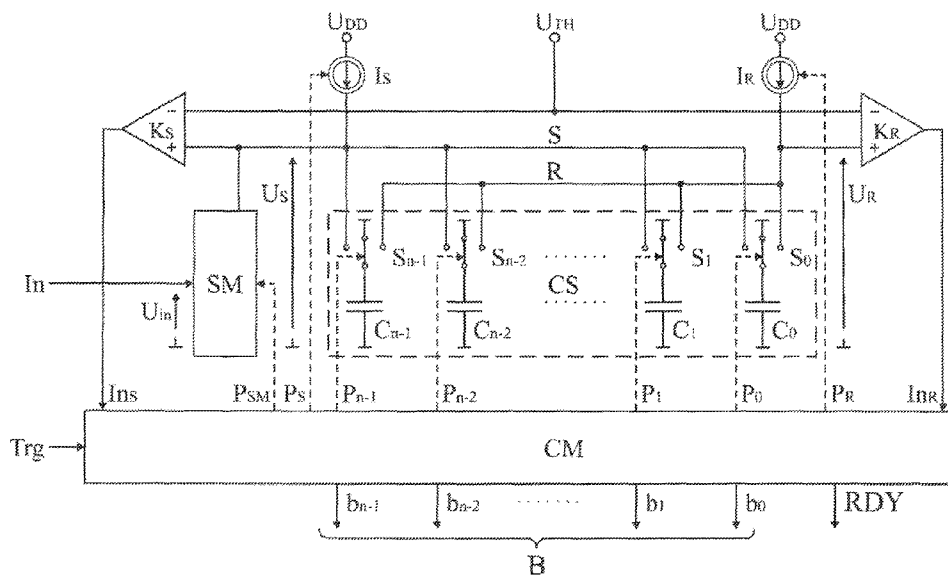 UDD UTH UDD
IS IR
KS S KR
R
US UR
Sn-1 Sn-2 ........ S1 S0
In SM CS
Uin ........
Cn-1 Cn-2 C1 C0
InS PSM PS Pn-1 Pn-2 P1 P0 PR InR
Trg CM
bn-1 bn-2 ........ b1 b0 RDY
B